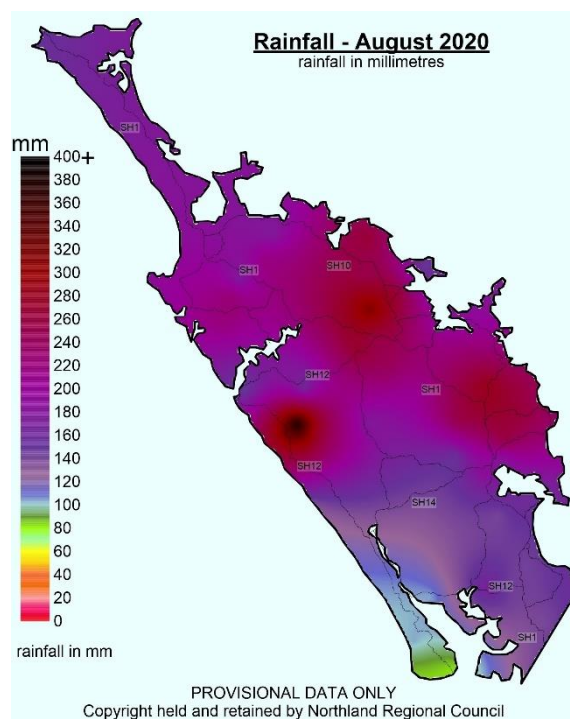 Rainfall - August 2020
rainfall in millimetres
mm
400+
380
360
340
320
300
280
260
240
220
200
180
160
140
120
100
80
60
40
20
0
rainfall in mm
SH1
SH10
SH1
SH12
SH1
SH12
SH14
SH12
SH1
PROVISIONAL DATA ONLY
Copyright held and retained by Northland Regional Council